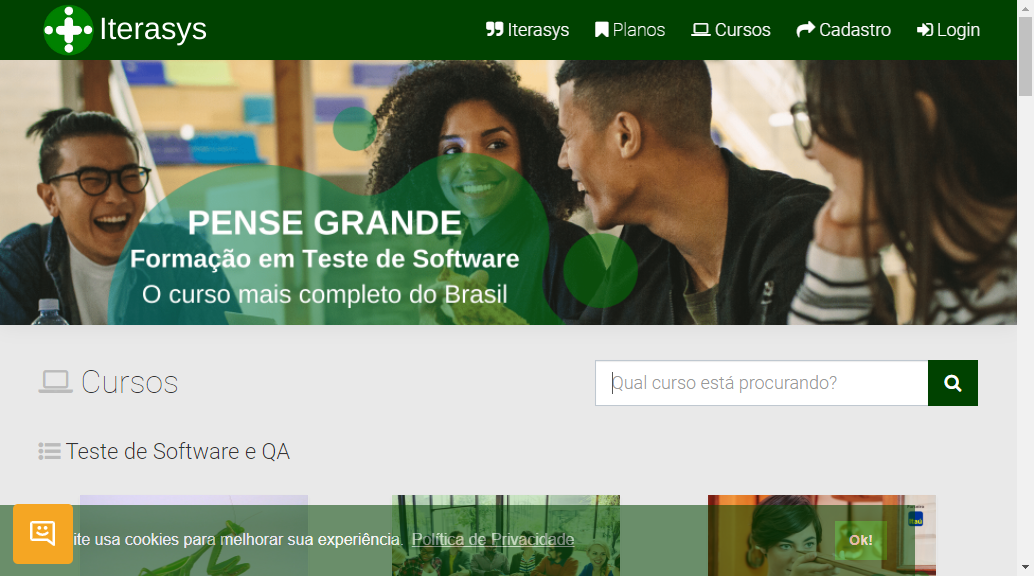 Iterasys
Iterasys Planos Cursos Cadastro Login
PENSE GRANDE
Formação em Teste de Software
O curso mais completo do Brasil
Cursos
Qual curso está procurando?
Teste de Software e QA
ite usa cookies para melhorar sua experiência. Política de Privacidade
Ok!